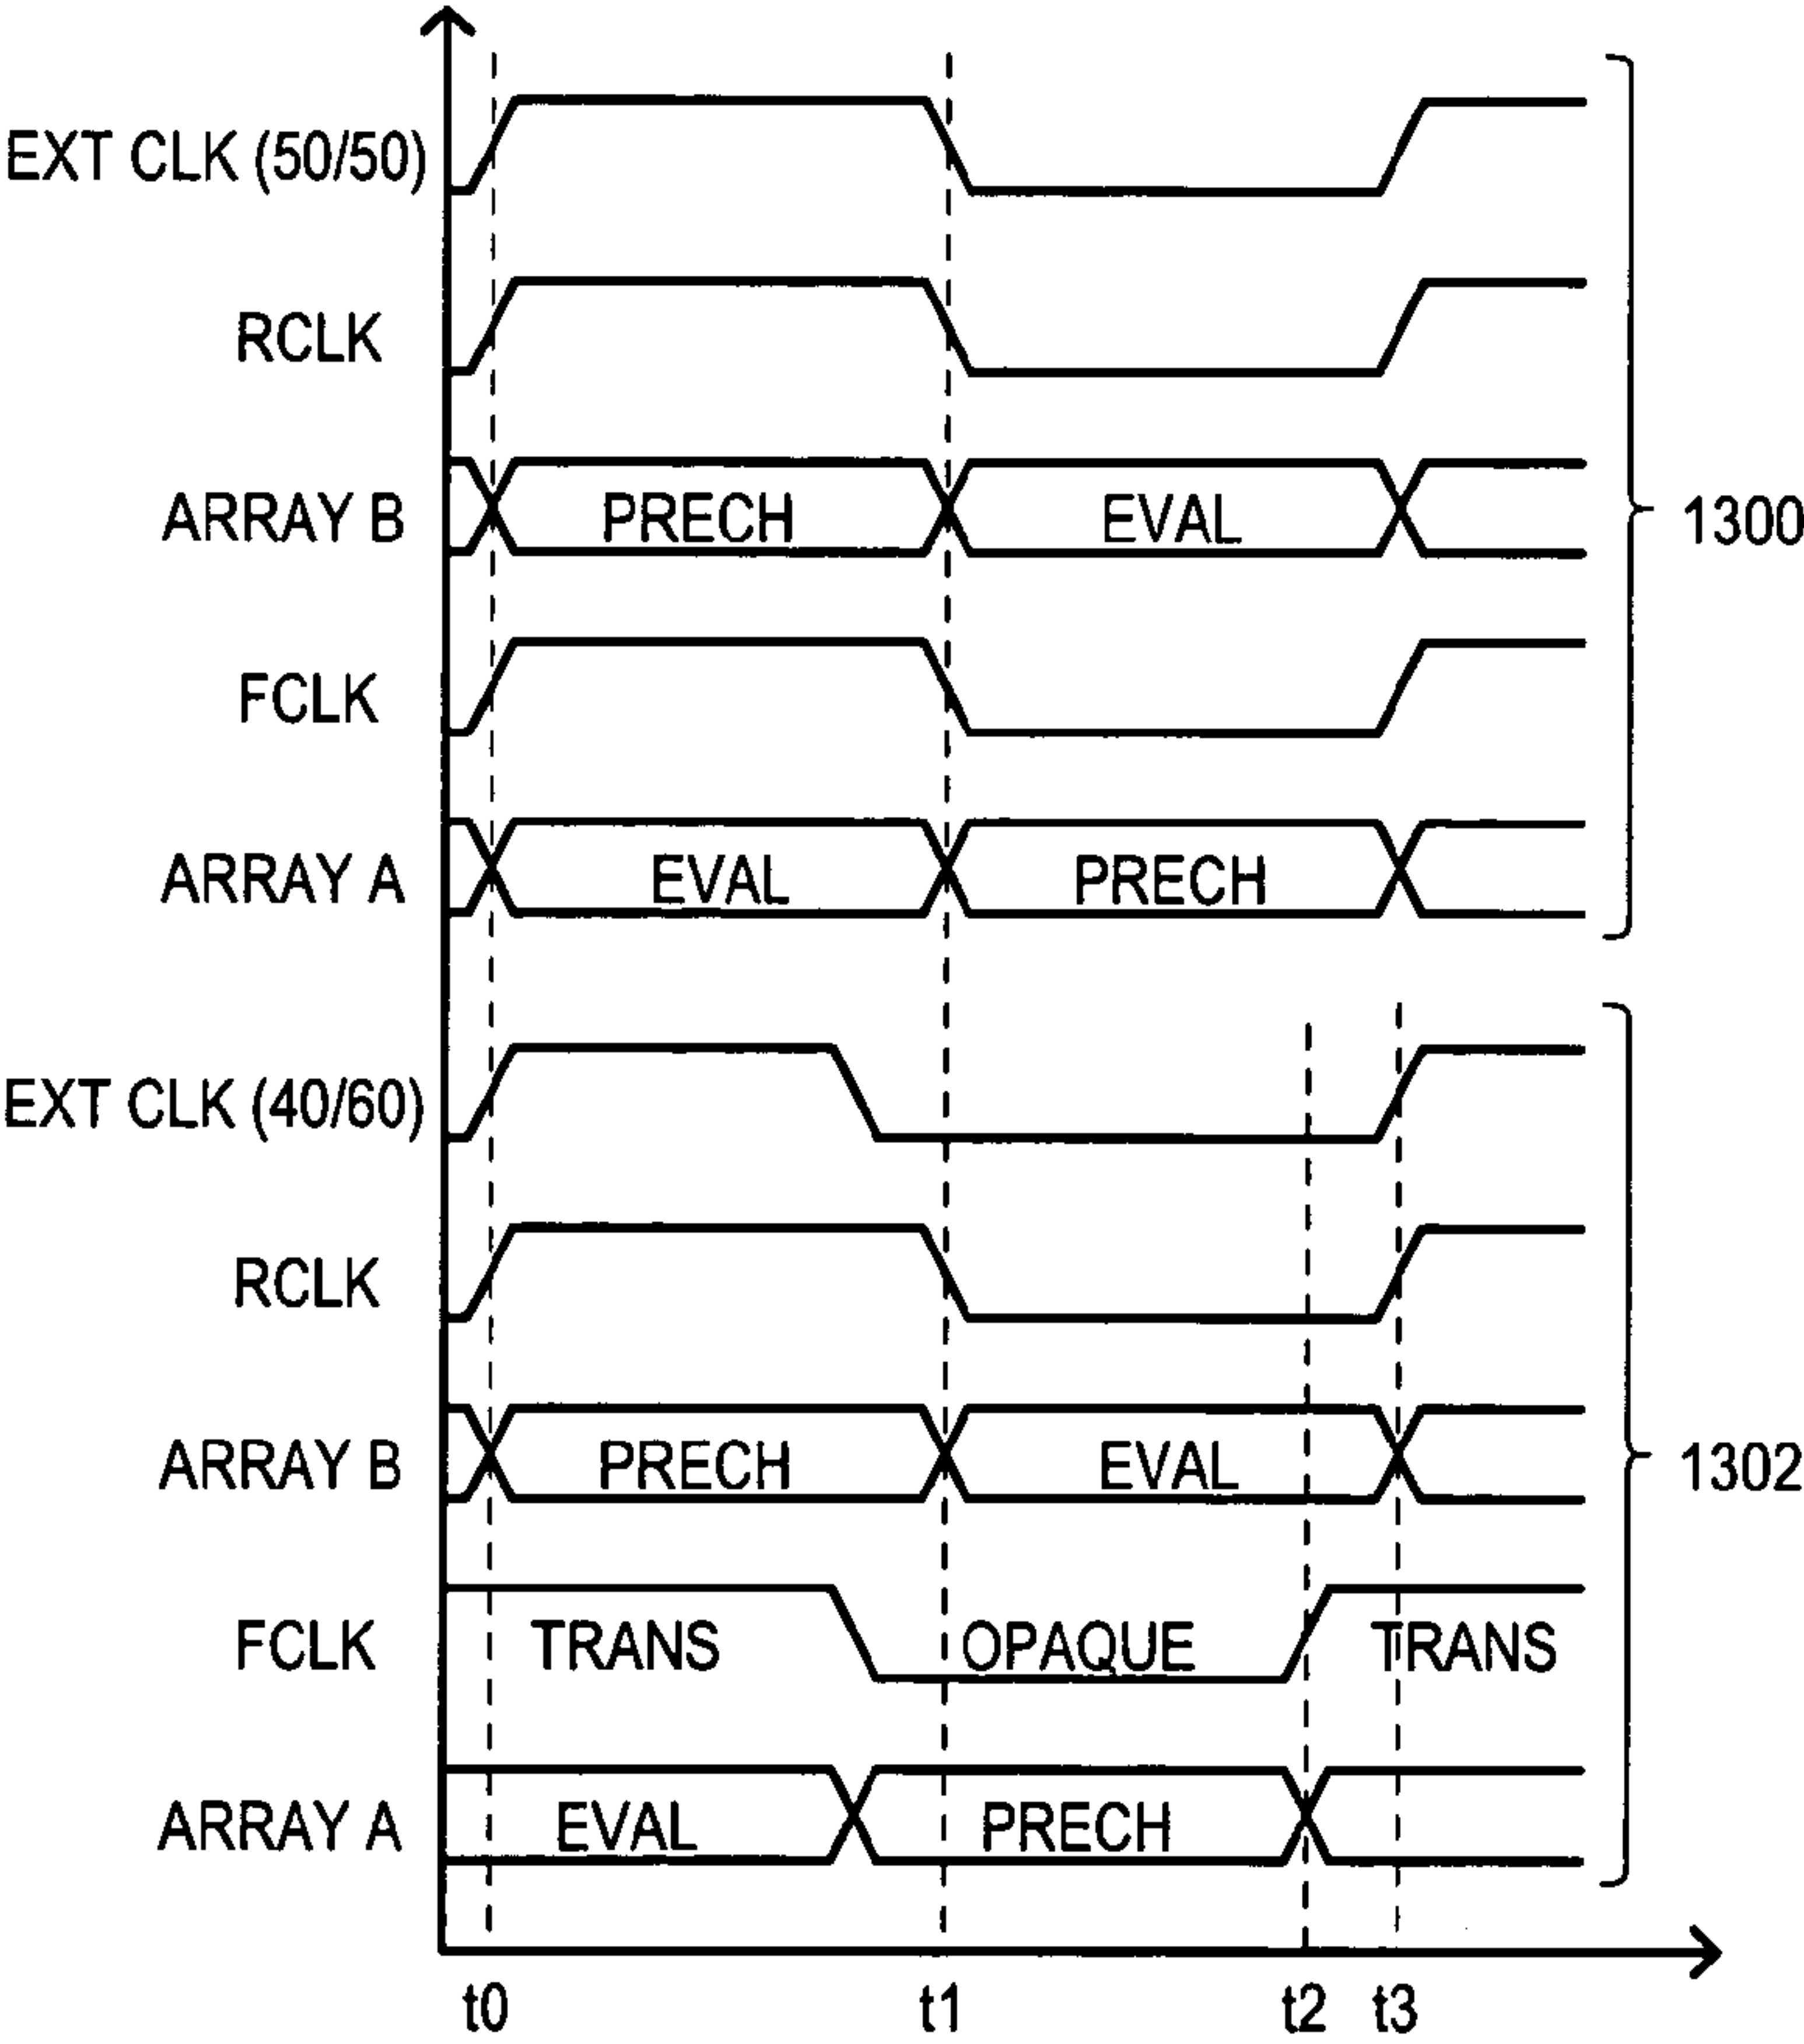 EXT CLK (50/50)
RCLK
ARRAY B PRECH EVAL 1300
FCLK
ARRAY A EVAL PRECH
EXT CLK (40/60)
RCLK
ARRAY B PRECH EVAL 1302
FCLK TRANS OPAQUE TRANS
ARRAY A EVAL PRECH
t0 t1 t2 t3